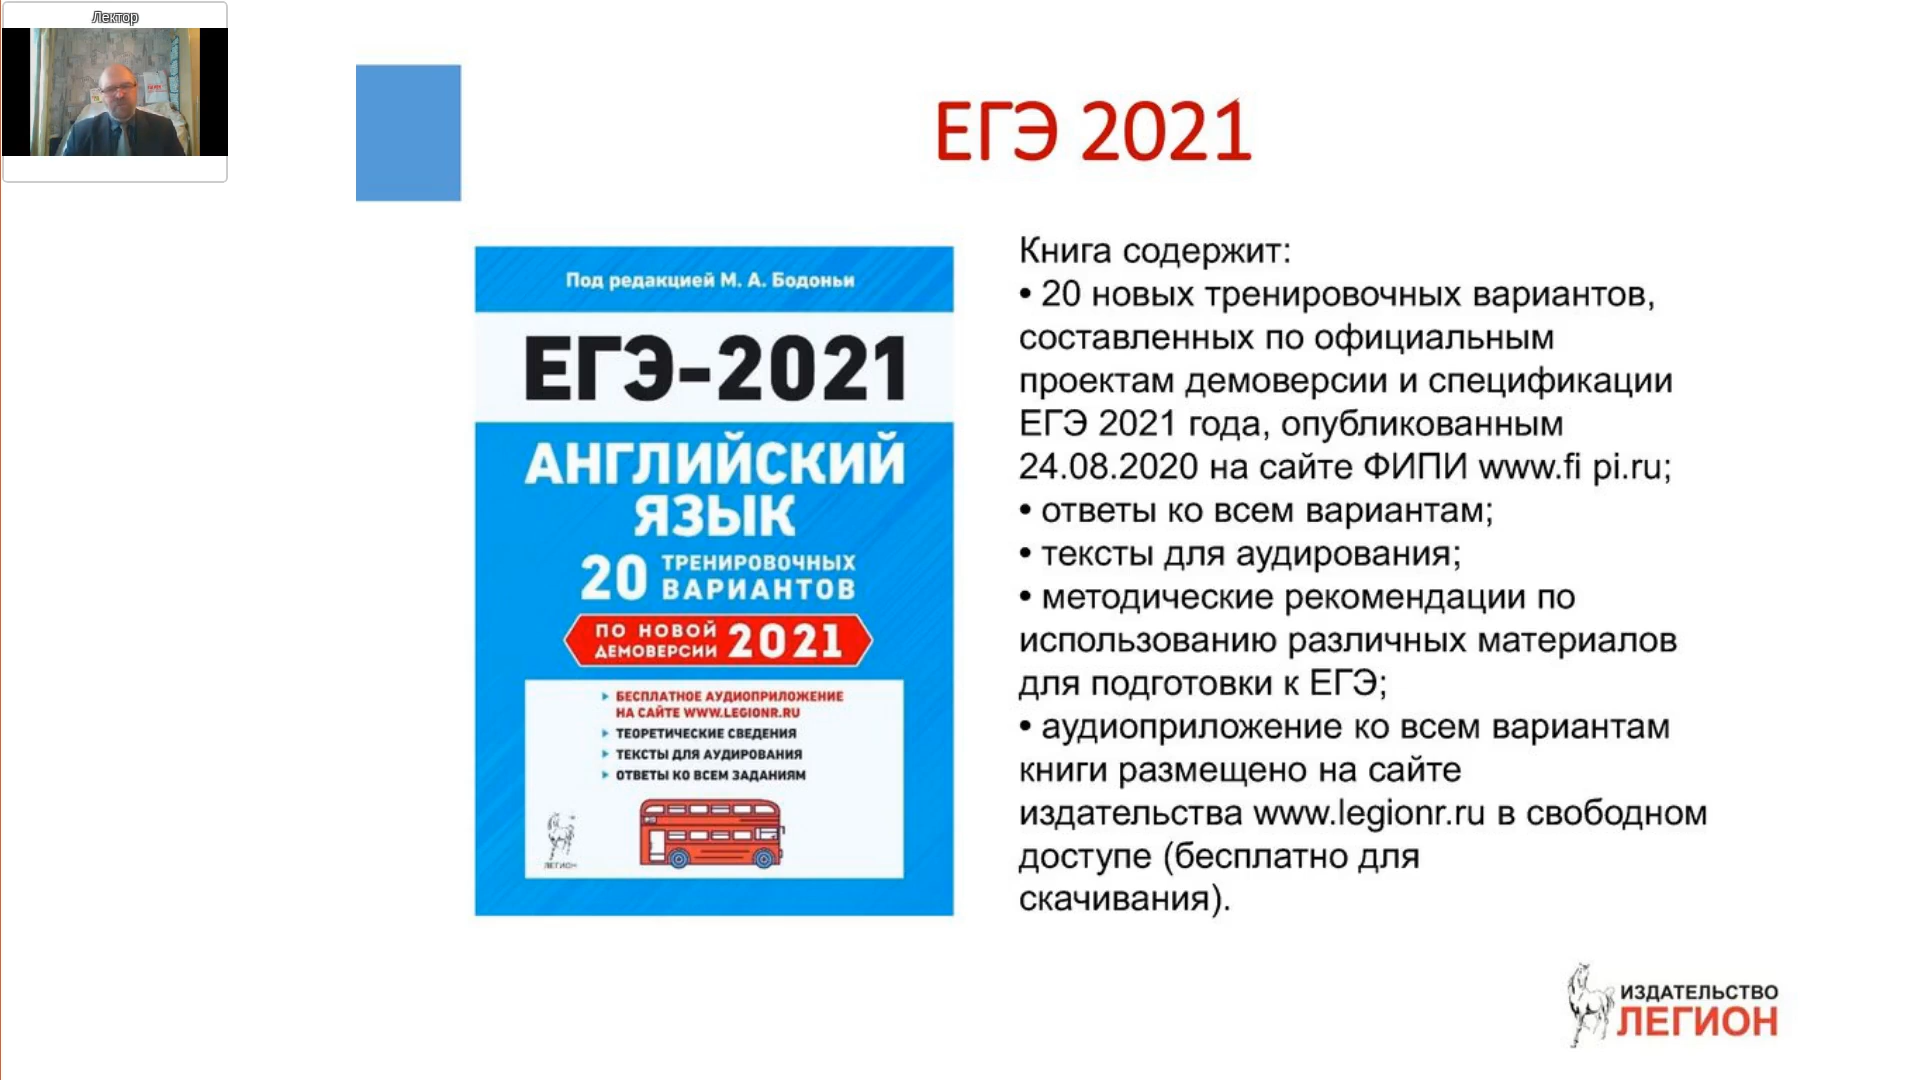 Лектор
ЕГЭ 2021
Под редакцией М. А. Бодоньи
ЕГЭ-2021
АНГЛИЙСКИЙ
ЯЗЫК
20 ТРЕНИРОВОЧНЫХ
ВАРИАНТОВ
ПО НОВОЙ
ДЕМОВЕРСИИ 2021
БЕСПЛАТНОЕ АУДИОПРИЛОЖЕНИЕ
НА САЙТЕ WWW.LEGIONR.RU
ТЕОРЕТИЧЕСКИЕ СВЕДЕНИЯ
ТЕКСТЫ ДЛЯ АУДИРОВАНИЯ
ОТВЕТЫ КО ВСЕМ ЗАДАНИЯМ
ЛЕГИОН
Книга содержит:
• 20 новых тренировочных вариантов,
составленных по официальным
проектам демоверсии и спецификации
ЕГЭ 2021 года, опубликованным
24.08.2020 на сайте ФИПИ www.fi pi.ru;
• ответы ко всем вариантам;
• тексты для аудирования;
• методические рекомендации по
использованию различных материалов
для подготовки к ЕГЭ;
• аудиоприложение ко всем вариантам
книги размещено на сайте
издательства www.legionr.ru в свободном
доступе (бесплатно для
скачивания).
ИЗДАТЕЛЬСТВО
ЛЕГИОН